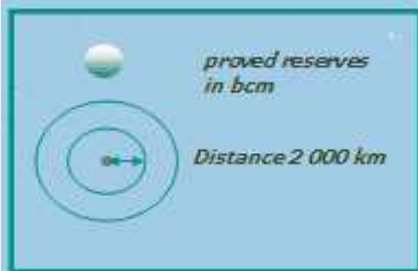 proved reserves
in bcm
Distance 2 000 km